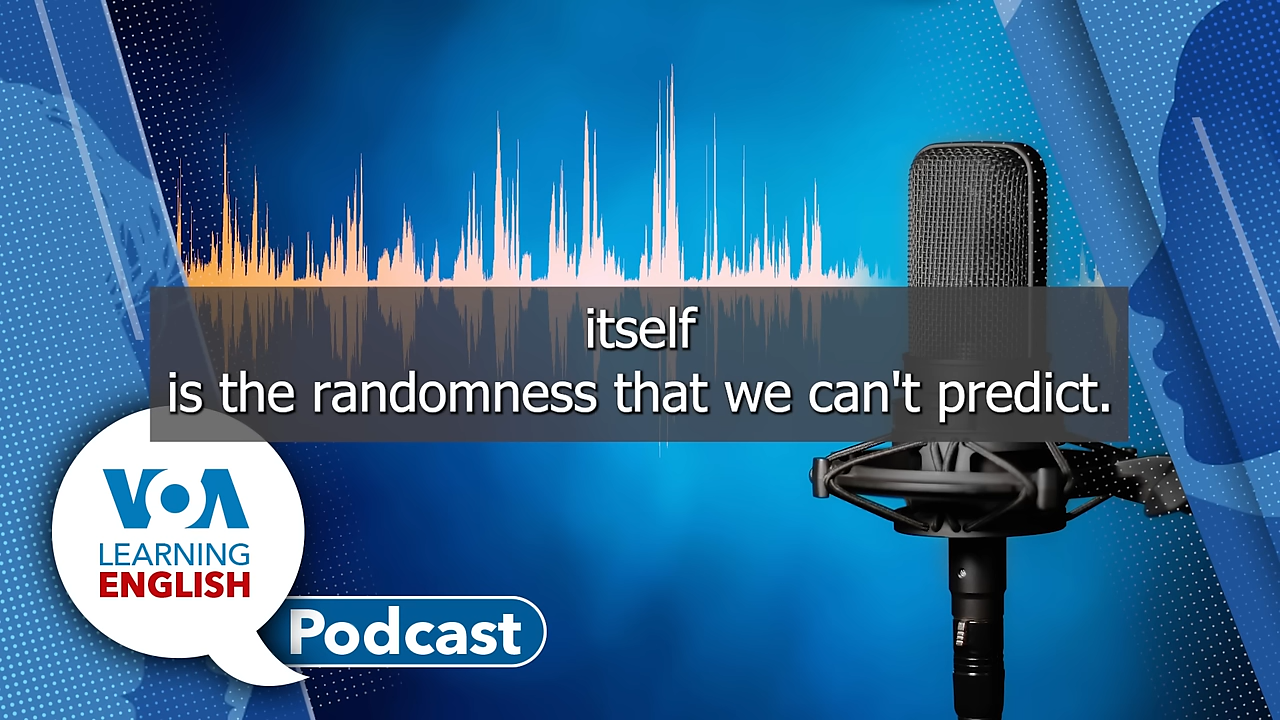 itself
is the randomness that we can't predict.
VOA
LEARNING
ENGLISH
Podcast